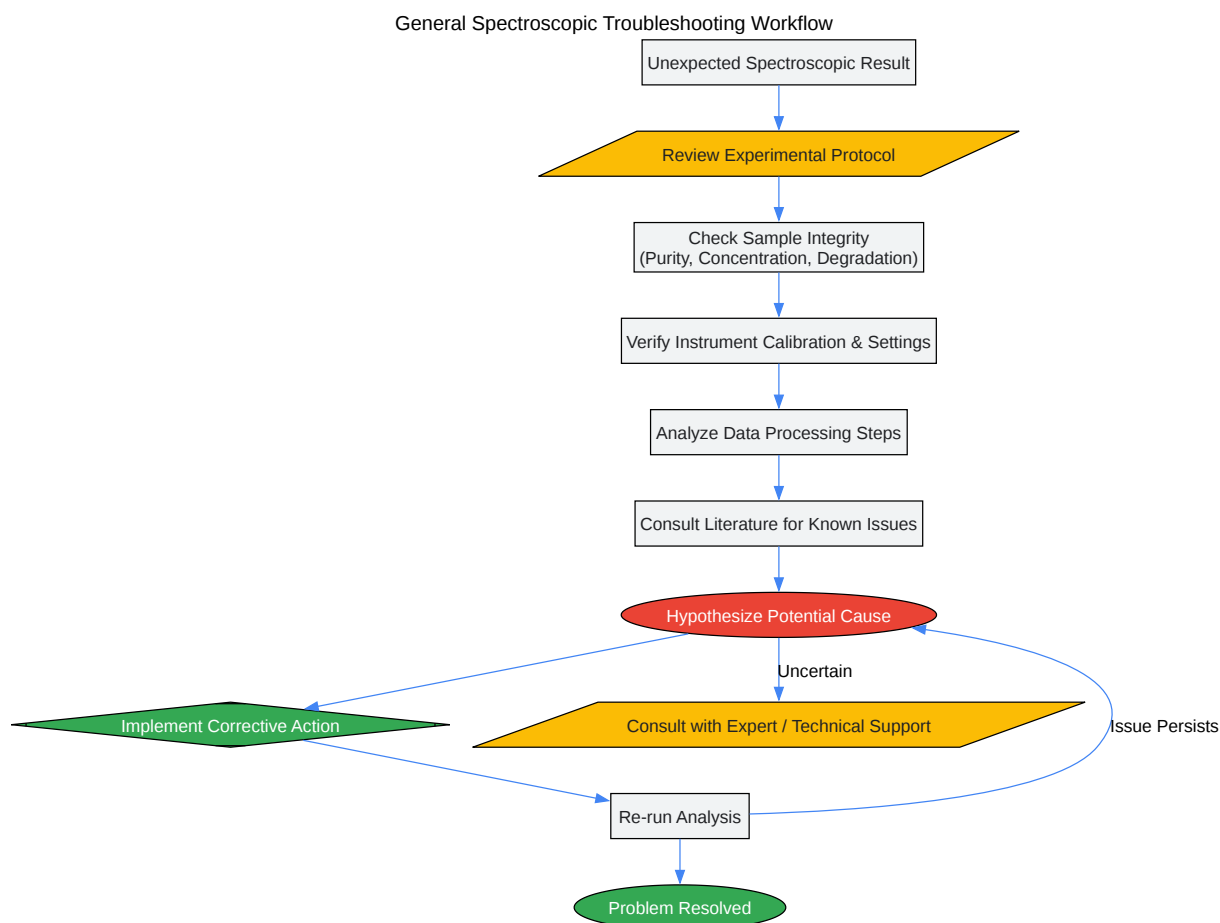 General Spectroscopic Troubleshooting Workflow
Unexpected Spectroscopic Result
Review Experimental Protocol
Check Sample Integrity
(Purity, Concentration, Degradation)
Verify Instrument Calibration & Settings
Analyze Data Processing Steps
Consult Literature for Known Issues
Hypothesize Potential Cause
Uncertain
Implement Corrective Action
Consult with Expert / Technical Support
Issue Persists
Re-run Analysis
Problem Resolved